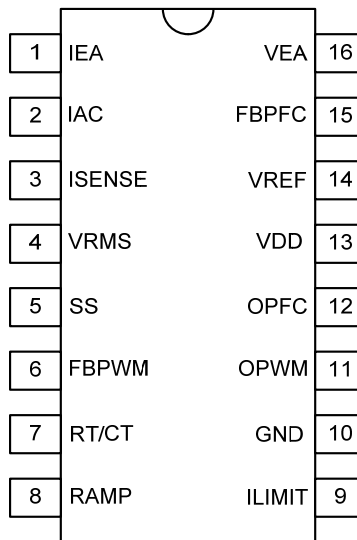 1 IEA VEA 16
2 IAC FBPFC 15
3 ISENSE VREF 14
4 VRMS VDD 13
5 SS OPFC 12
6 FBPWM OPWM 11
7 RT/CT GND 10
8 RAMP ILIMIT 9